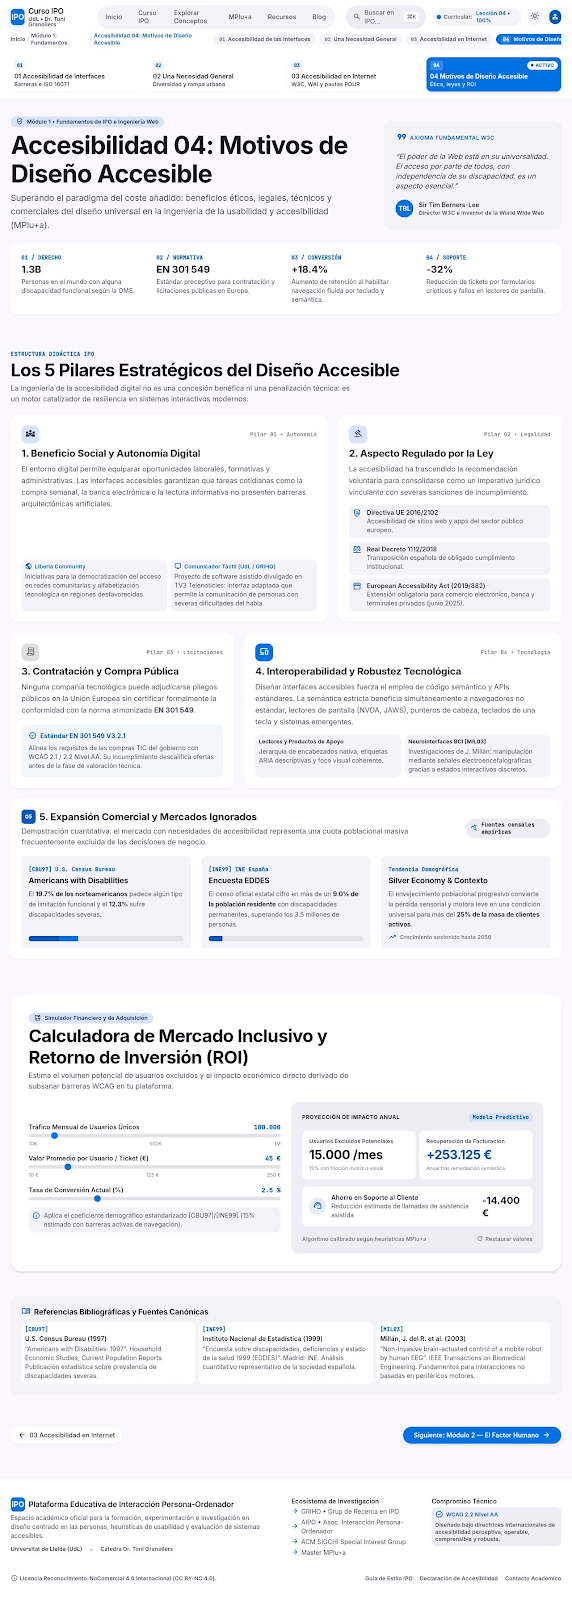 IPO
Curso IPO
UdL • Dr. Toni
Granollers
Inicio
Curso
IPO
Explorar
Conceptos
MPIu+a
Recursos
Blog
Buscar en
IPO...
⌘K
Curricular:
Lección 04 •
100%
Inicio
Módulo 1:
Fundamentos
Accesibilidad 04: Motivos de Diseño
Accesible
01 Accesibilidad de las Interfaces
02 Una Necesidad General
03 Accesibilidad en Internet
04 Motivos de Diseñ
01
01 Accesibilidad de Interfaces
Barreras e ISO 16071
02
02 Una Necesidad General
Diversidad y rampa urbana
03
03 Accesibilidad en Internet
W3C, WAI y pautas POUR
04
ACTIVO
04 Motivos de Diseño Accesible
Ética, leyes y ROI
Módulo 1 • Fundamentos de IPO e Ingeniería Web
Accesibilidad 04: Motivos de
Diseño Accesible
Superando el paradigma del coste añadido: beneficios éticos, legales, técnicos y
comerciales del diseño universal en la ingeniería de la usabilidad y accesibilidad
(MPIu+a).
AXIOMA FUNDAMENTAL W3C
"El poder de la Web está en su universalidad.
El acceso por parte de todos, con
independencia de su discapacidad, es un
aspecto esencial."
TBL
Sir Tim Berners-Lee
Director W3C e Inventor de la World Wide Web
01 / DERECHO
1.3B
Personas en el mundo con alguna
discapacidad funcional según la OMS.
02 / NORMATIVA
EN 301 549
Estándar preceptivo para contratación y
licitaciones públicas en Europa.
03 / CONVERSIÓN
+18.4%
Aumento de retención al habilitar
navegación fluida por teclado y
semántica.
04 / SOPORTE
-32%
Reducción de tickets por formularios
crípticos y fallos en lectores de pantalla.
ESTRUCTURA DIDÁCTICA IPO
Los 5 Pilares Estratégicos del Diseño Accesible
La ingeniería de la accesibilidad digital no es una concesión benéfica ni una penalización técnica: es
un motor catalizador de resiliencia en sistemas interactivos modernos.
Pilar 01 • Autonomía
1. Beneficio Social y Autonomía Digital
El entorno digital permite equiparar oportunidades laborales, formativas y
administrativas. Las interfaces accesibles garantizan que tareas cotidianas como la
compra semanal, la banca electrónica o la lectura informativa no presenten barreras
arquitectónicas artificiales.
Liberia Community
Iniciativas para la democratización del acceso
en redes comunitarias y alfabetización
tecnológica en regiones desfavorecidas.
Comunicador Táctil (UdL / GRIHO)
Proyecto de software asistido divulgado en
TV3 Telenotícies: interfaz adaptada que
permite la comunicación de personas con
severas dificultades del habla.
Pilar 02 • Legalidad
2. Aspecto Regulado por la Ley
La accesibilidad ha trascendido la recomendación
voluntaria para consolidarse como un imperativo jurídico
vinculante con severas sanciones de incumplimiento.
Directiva UE 2016/2102
Accesibilidad de sitios web y apps del sector público
europeo.
Real Decreto 1112/2018
Transposición española de obligado cumplimiento
institucional.
European Accessibility Act (2019/882)
Extensión obligatoria para comercio electrónico, banca y
terminales privados (junio 2025).
Pilar 03 • Licitaciones
3. Contratación y Compra Pública
Ninguna compañía tecnológica puede adjudicarse pliegos
públicos en la Unión Europea sin certificar formalmente la
conformidad con la norma armonizada EN 301 549.
Estándar EN 301 549 V3.2.1
Alinea los requisitos de las compras TIC del gobierno con
WCAG 2.1 / 2.2 Nivel AA. Su incumplimiento descalifica ofertas
antes de la fase de valoración técnica.
Pilar 04 • Tecnología
4. Interoperabilidad y Robustez Tecnológica
Diseñar interfaces accesibles fuerza el empleo de código semántico y APIs
estándares. La semántica estricta beneficia simultáneamente a navegadores no
estándar, lectores de pantalla (NVDA, JAWS), punteros de cabeza, teclados de una
tecla y sistemas emergentes.
Lectores y Productos de Apoyo
Jerarquía de encabezados nativa, etiquetas
ARIA descriptivas y foco visual coherente.
Neurointerfaces BCI [MIL03]
Investigaciones de J. Millán: manipulación
mediante señales electroencefalográficas
gracias a estados interactivos discretos.
05
5. Expansión Comercial y Mercados Ignorados
Demostración cuantitativa: el mercado con necesidades de accesibilidad representa una cuota poblacional masiva
frecuentemente excluida de las decisiones de negocio.
Fuentes censales
empíricas
[CBU97] U.S. Census Bureau
Americans with Disabilities
El 19.7% de los norteamericanos padece algún tipo
de limitación funcional y el 12.3% sufre
discapacidades severas.
[INE99] INE España
Encuesta EDDES
El censo oficial estatal cifró en más de un 9.0% de
la población residente con discapacidades
permanentes, superando los 3.5 millones de
personas.
Tendencia Demográfica
Silver Economy & Contexto
El envejecimiento poblacional progresivo convierte
la pérdida sensorial y motora leve en una condición
universal para más del 25% de la masa de clientes
activos.
Crecimiento sostenido hasta 2050
Simulador Financiero y de Adquisición
Calculadora de Mercado Inclusivo y
Retorno de Inversión (ROI)
Estima el volumen potencial de usuarios excluidos y el impacto económico directo derivado de
subsanar barreras WCAG en tu plataforma.
Tráfico Mensual de Usuarios Únicos
100.000
10K
500K
1M
Valor Promedio por Usuario / Ticket (€)
45 €
10 €
125 €
250 €
Tasa de Conversión Actual (%)
2.5 %
Aplica el coeficiente demográfico estandarizado [CBU97]/[INE99] (15%
estimado con barreras activas de navegación).
PROYECCIÓN DE IMPACTO ANUAL
Modelo Predictivo
Usuarios Excluidos Potenciales
15.000 /mes
15% con fricción motriz o visual
Recuperación de Facturación
+253.125 €
Anual tras remediación semántica
Ahorro en Soporte al Cliente
Reducción estimada de llamadas de asistencia
asistida
-14.400
€
Algoritmo calibrado según heurísticas MPIu+a
Restaurar valores
Referencias Bibliográficas y Fuentes Canónicas
[CBU97]
U.S. Census Bureau (1997)
"Americans with Disabilities: 1997". Household
Economic Studies, Current Population Reports.
Publicación estadística sobre prevalencia de
discapacidades severas.
[INE99]
Instituto Nacional de Estadística (1999)
"Encuesta sobre discapacidades, deficiencias y estado
de la salud 1999 (EDDES)". Madrid: INE. Análisis
cuantitativo representativo de la sociedad española.
[MIL03]
Millán, J. del R. et al. (2003)
"Non-invasive brain-actuated control of a mobile robot
by human EEG". IEEE Transactions on Biomedical
Engineering. Fundamentos para interacciones no
basadas en periféricos motores.
03 Accesibilidad en Internet
Siguiente: Módulo 2 — El Factor Humano
IPO
Plataforma Educativa de Interacción Persona-Ordenador
Espacio académico oficial para la formación, experimentación e investigación en
diseño centrado en las personas, heurísticas de usabilidad y evaluación de sistemas
accesibles.
Universitat de Lleida (UdL) • Cátedra Dr. Toni Granollers
Ecosistema de Investigación
GRIHO • Grup de Recerca en IPO
AIPO • Asoc. Interacción Persona-
Ordenador
ACM SIGCHI Special Interest Group
Máster MPIu+a
Compromiso Técnico
WCAG 2.2 Nivel AA
Diseñado bajo directrices internacionales de
accesibilidad perceptiva, operable,
comprensible y robusta.
Licencia Reconocimiento-NoComercial 4.0 Internacional (CC BY-NC 4.0).
Guía de Estilo IPO
Declaración de Accesibilidad
Contacto Académico